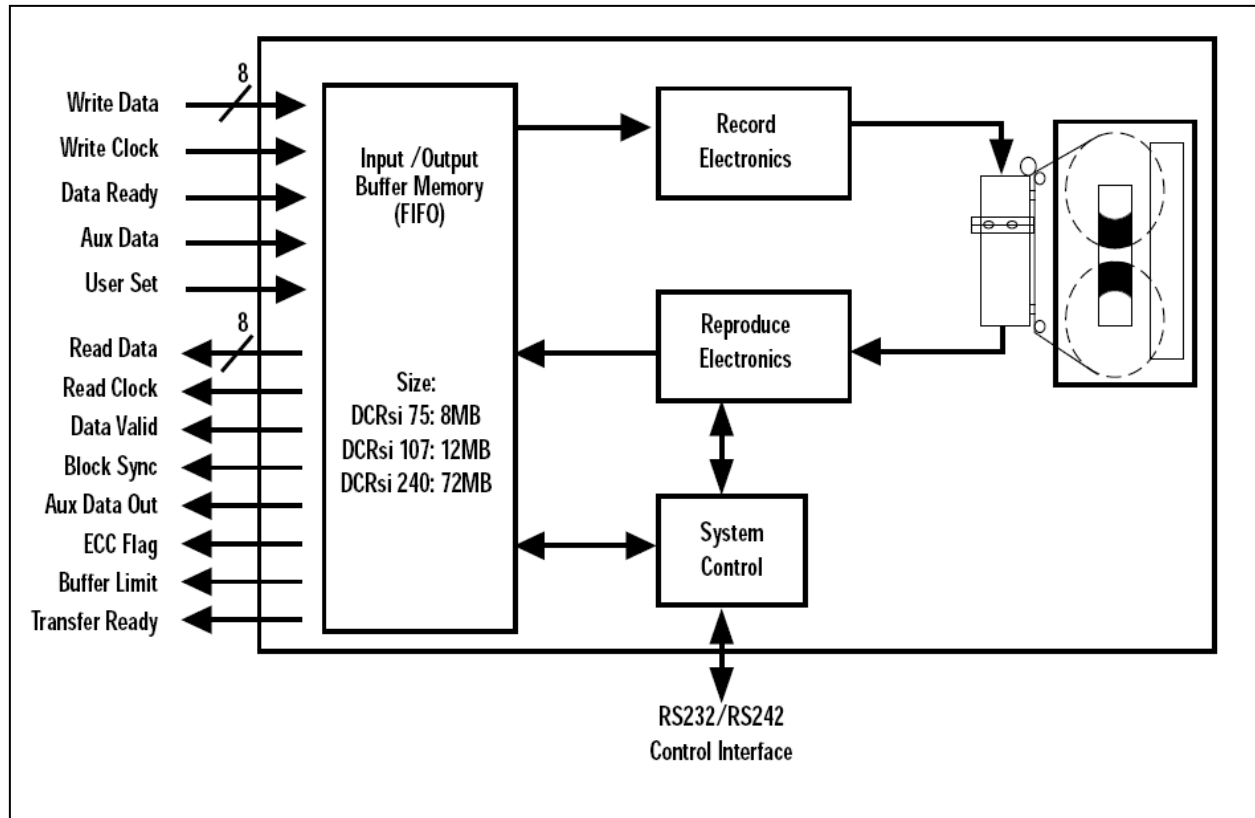 8
Write Data
Write Clock
Data Ready
Aux Data
User Set
8
Read Data
Read Clock
Data Valid
Block Sync
Aux Data Out
ECC Flag
Buffer Limit
Transfer Ready
Input /Output
Buffer Memory
(FIFO)
Size:
DCRsi 75: 8MB
DCRsi 107: 12MB
DCRsi 240: 72MB
Record
Electronics
Reproduce
Electronics
System
Control
RS232/RS242
Control Interface